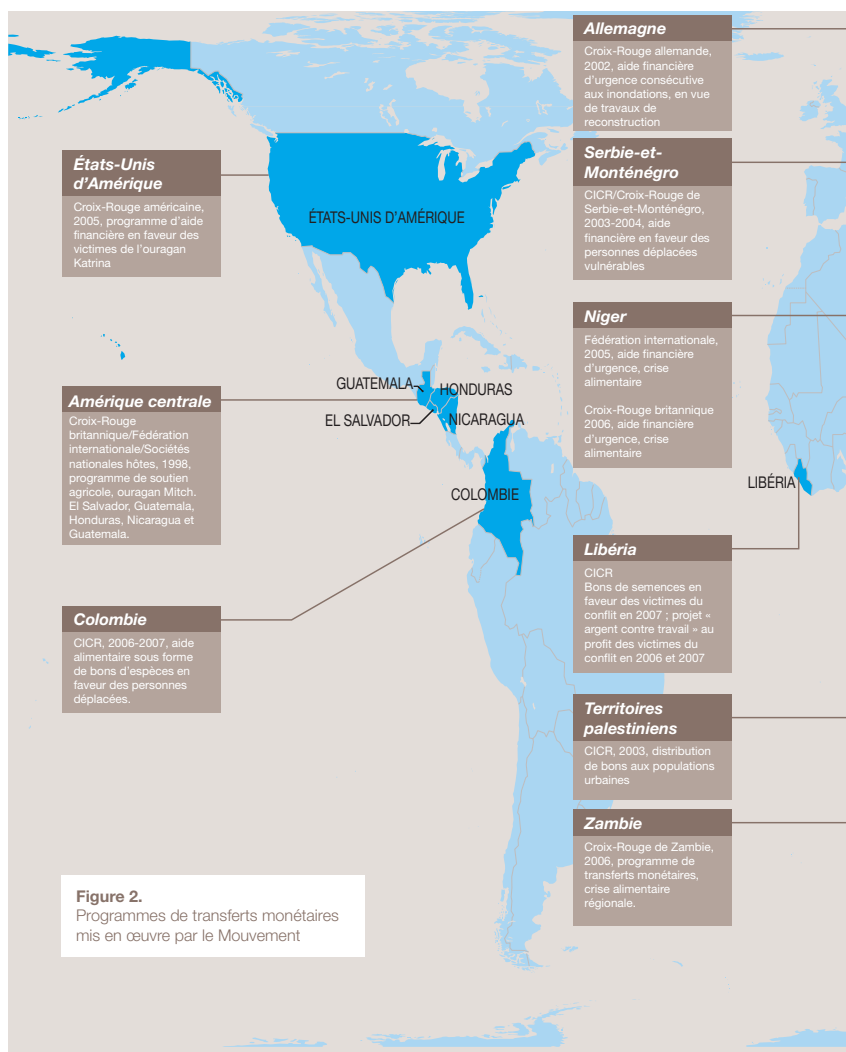 États-Unis
d'Amérique
Croix-Rouge américaine,
2005, programme d'aide
financière en faveur des
victimes de l'ouragan
Katrina
Amérique centrale
Croix-Rouge
britannique/Fédération
internationale/Sociétés
nationales hôtes, 1998,
programme de soutien
agricole, ouragan Mitch.
El Salvador, Guatemala,
Honduras, Nicaragua et
Guatemala.
Colombie
CICR, 2006-2007, aide
alimentaire sous forme
de bons d'espèces en
faveur des personnes
déplacées.
ÉTATS-UNIS D'AMÉRIQUE
GUATEMALA
HONDURAS
EL SALVADOR
NICARAGUA
COLOMBIE
LIBÉRIA
Allemagne
Croix-Rouge allemande,
2002, aide financière
d'urgence consécutive
aux inondations, en vue
de travaux de
reconstruction
Serbie-et-
Monténégro
CICR/Croix-Rouge de
Serbie-et-Monténégro,
2003-2004, aide
financière en faveur des
personnes déplacées
vulnérables
Niger
Fédération internationale,
2005, aide financière
d'urgence, crise
alimentaire
Croix-Rouge britannique
2006, aide financière
d'urgence, crise
alimentaire
Libéria
CICR
Bons de semences en
faveur des victimes du
conflit en 2007 ; projet «
argent contre travail » au
profit des victimes du
conflit en 2006 et 2007
Territoires
palestiniens
CICR, 2003, distribution
de bons aux populations
urbaines
Zambie
Croix-Rouge de Zambie,
2006, programme de
transferts monétaires,
crise alimentaire
régionale.
Figure 2.
Programmes de transferts monétaires
mis en œuvre par le Mouvement